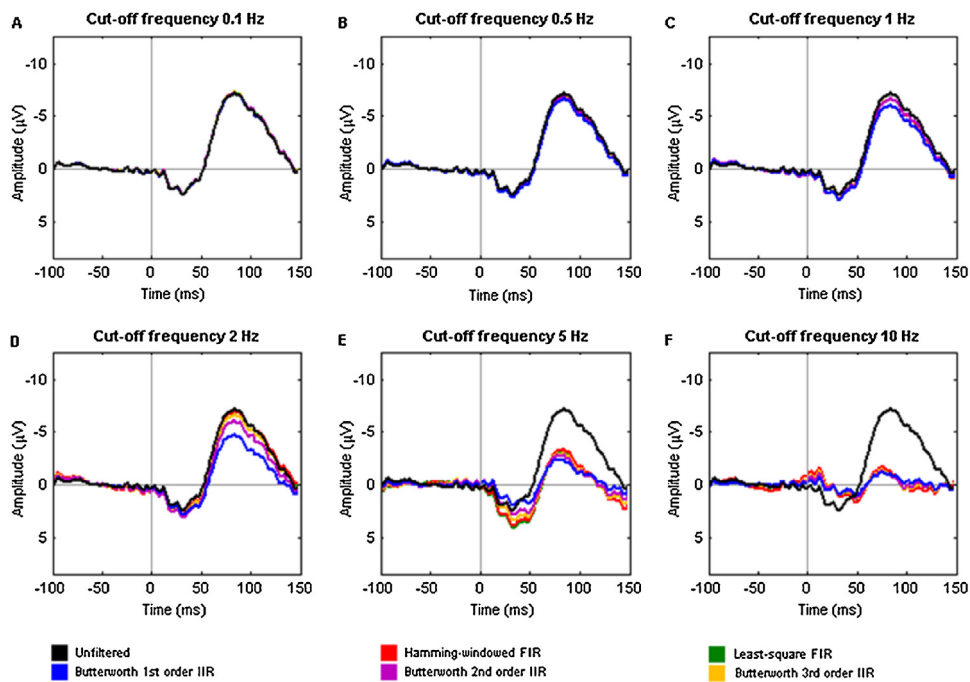 A Cut-off frequency 0.1 Hz
B Cut-off frequency 0.5 Hz
C Cut-off frequency 1 Hz
Amplitude (µV)
-10
-5
0
5
-100 -50 0 50 100 150
Time (ms)
Amplitude (µV)
-10
-5
0
5
-100 -50 0 50 100 150
Time (ms)
Amplitude (µV)
-10
-5
0
5
-100 -50 0 50 100 150
Time (ms)
D Cut-off frequency 2 Hz
E Cut-off frequency 5 Hz
F Cut-off frequency 10 Hz
Amplitude (µV)
-10
-5
0
5
-100 -50 0 50 100 150
Time (ms)
Amplitude (µV)
-10
-5
0
5
-100 -50 0 50 100 150
Time (ms)
Amplitude (µV)
-10
-5
0
5
-100 -50 0 50 100 150
Time (ms)
Unfiltered
Hamming-windowed FIR
Least-square FIR
Butterworth 1st order IIR
Butterworth 2nd order IIR
Butterworth 3rd order IIR